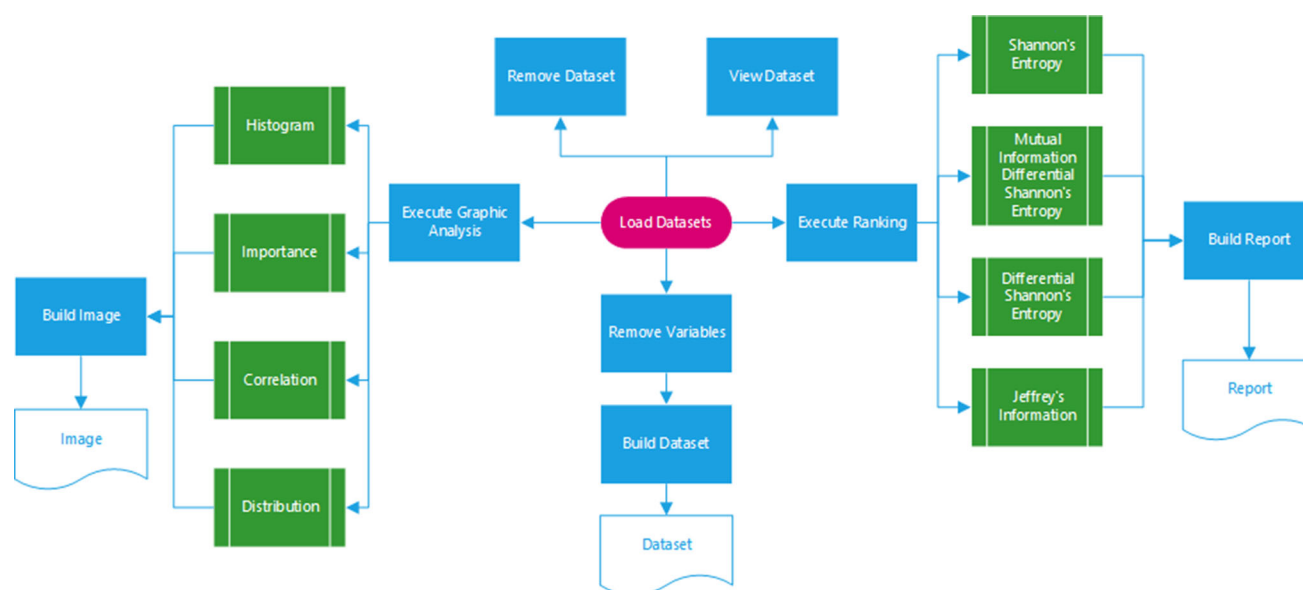 Remove Dataset
View Dataset
Shannon's
Entropy
Histogram
Mutual
Information
Differential
Shannon's
Entropy
Execute Graphic
Analysis
Load Datasets
Execute Ranking
Importance
Build Report
Differential
Shannon's
Entropy
Build Image
Remove Variables
Correlation
Jeffrey's
Information
Report
Image
Build Dataset
Distribution
Dataset